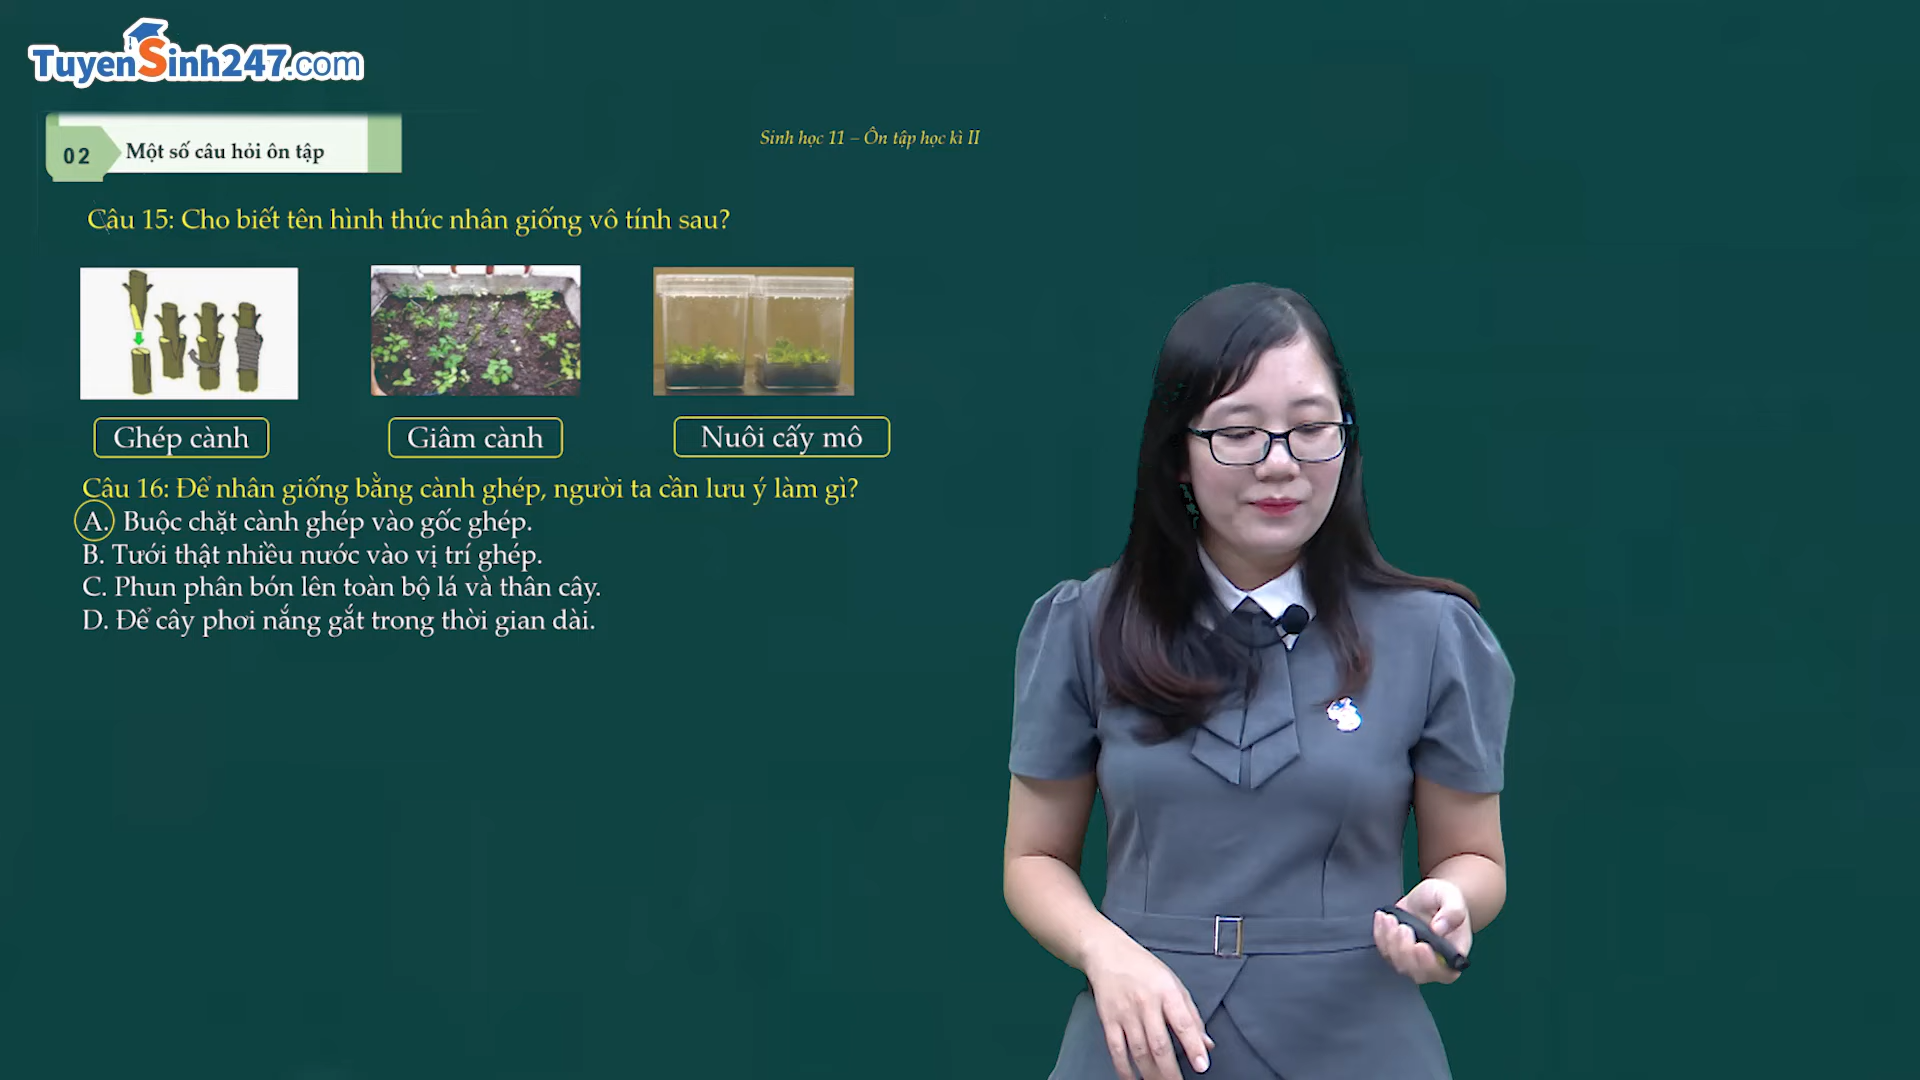 TuyenSinh247.com
02 Một số câu hỏi ôn tập
Sinh học 11 – Ôn tập học kì II
Câu 15: Cho biết tên hình thức nhân giống vô tính sau?
Ghép cành
Giâm cành
Nuôi cấy mô
Câu 16: Để nhân giống bằng cành ghép, người ta cần lưu ý làm gì?
A. Buộc chặt cành ghép vào gốc ghép.
B. Tưới thật nhiều nước vào vị trí ghép.
C. Phun phân bón lên toàn bộ lá và thân cây.
D. Để cây phơi nắng gắt trong thời gian dài.